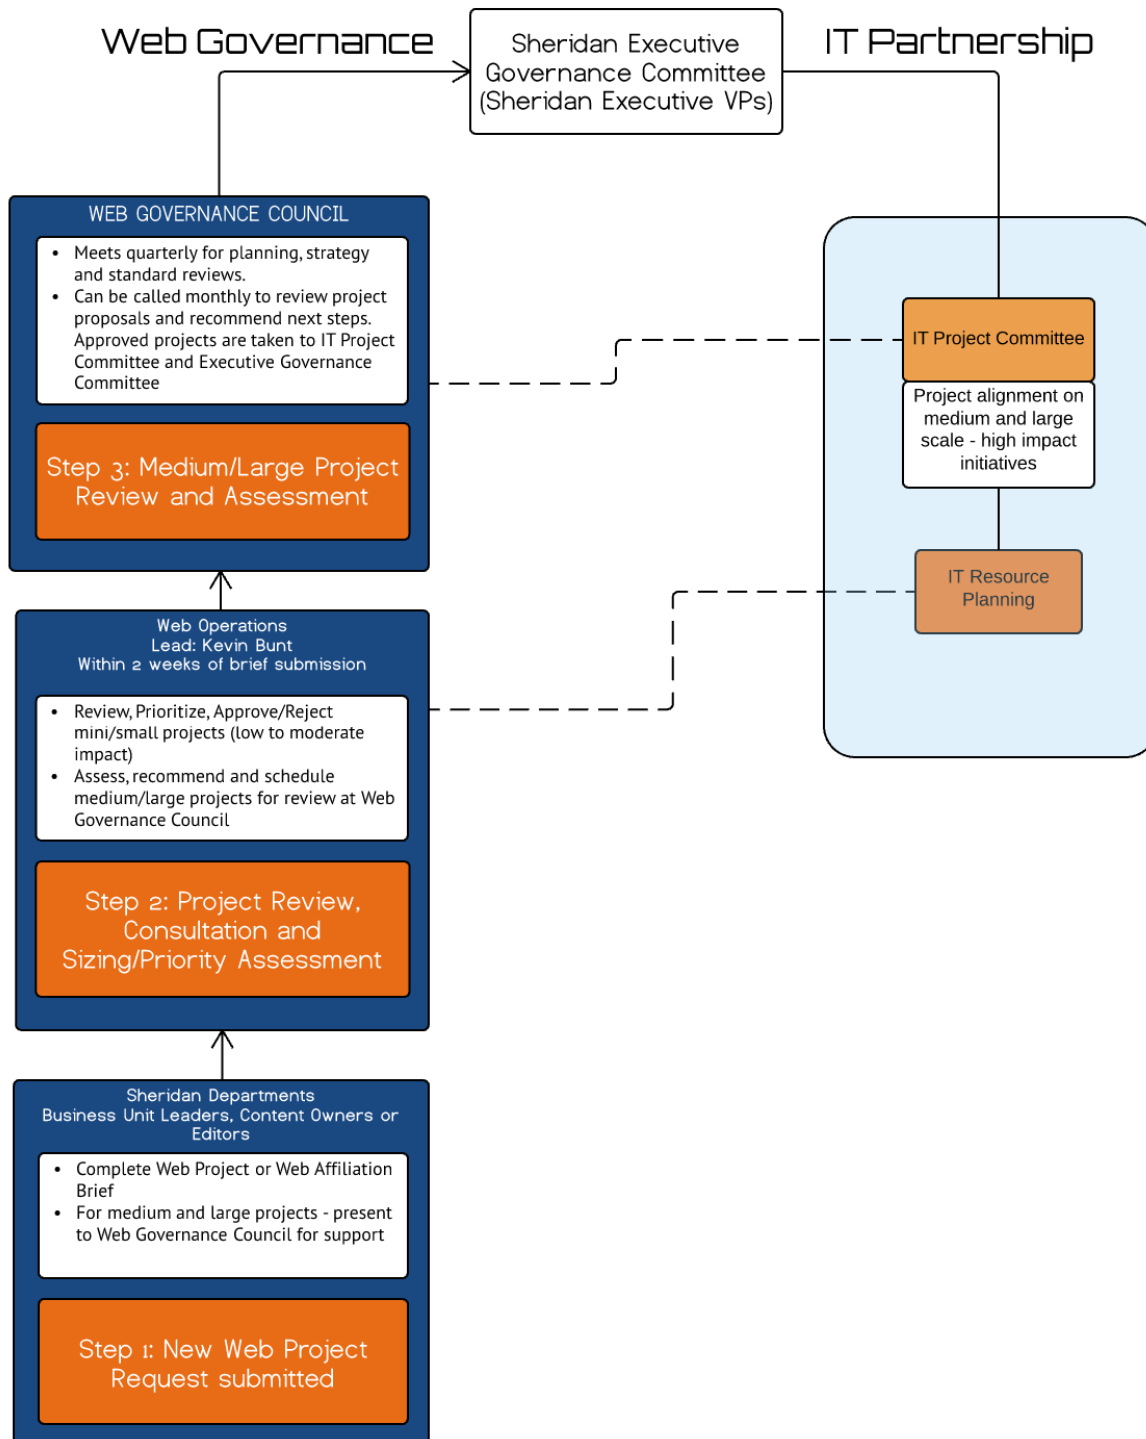 Web Governance
Sheridan Executive
Governance Committee
(Sheridan Executive VPs)
IT Partnership
WEB GOVERNANCE COUNCIL
• Meets quarterly for planning, strategy
and standard reviews.
• Can be called monthly to review project
proposals and recommend next steps.
Approved projects are taken to IT Project
Committee and Executive Governance
Committee
Step 3: Medium/Large Project
Review and Assessment
IT Project Committee
Project alignment on
medium and large
scale - high impact
initiatives
IT Resource
Planning
Web Operations
Lead: Kevin Bunt
Within 2 weeks of brief submission
• Review, Prioritize, Approve/Reject
mini/small projects (low to moderate
impact)
• Assess, recommend and schedule
medium/large projects for review at Web
Governance Council
Step 2: Project Review,
Consultation and
Sizing/Priority Assessment
Sheridan Departments
Business Unit Leaders, Content Owners or
Editors
• Complete Web Project or Web Affiliation
Brief
• For medium and large projects - present
to Web Governance Council for support
Step 1: New Web Project
Request submitted